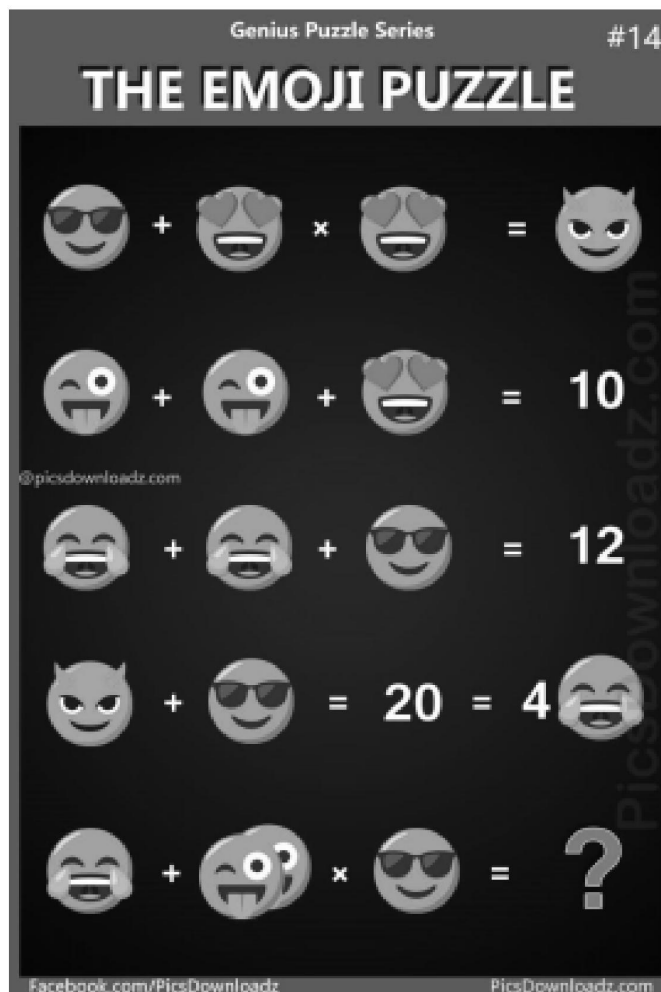 Genius Puzzle Series
#14
THE EMOJI PUZZLE
+ × =
+ + = 10
@picsdownloadz.com
+ + = 12
+ = 20 = 4
+ × = ?
PicsDownloadz.com
Facebook.com/PicsDownloadz PicsDownloadz.com